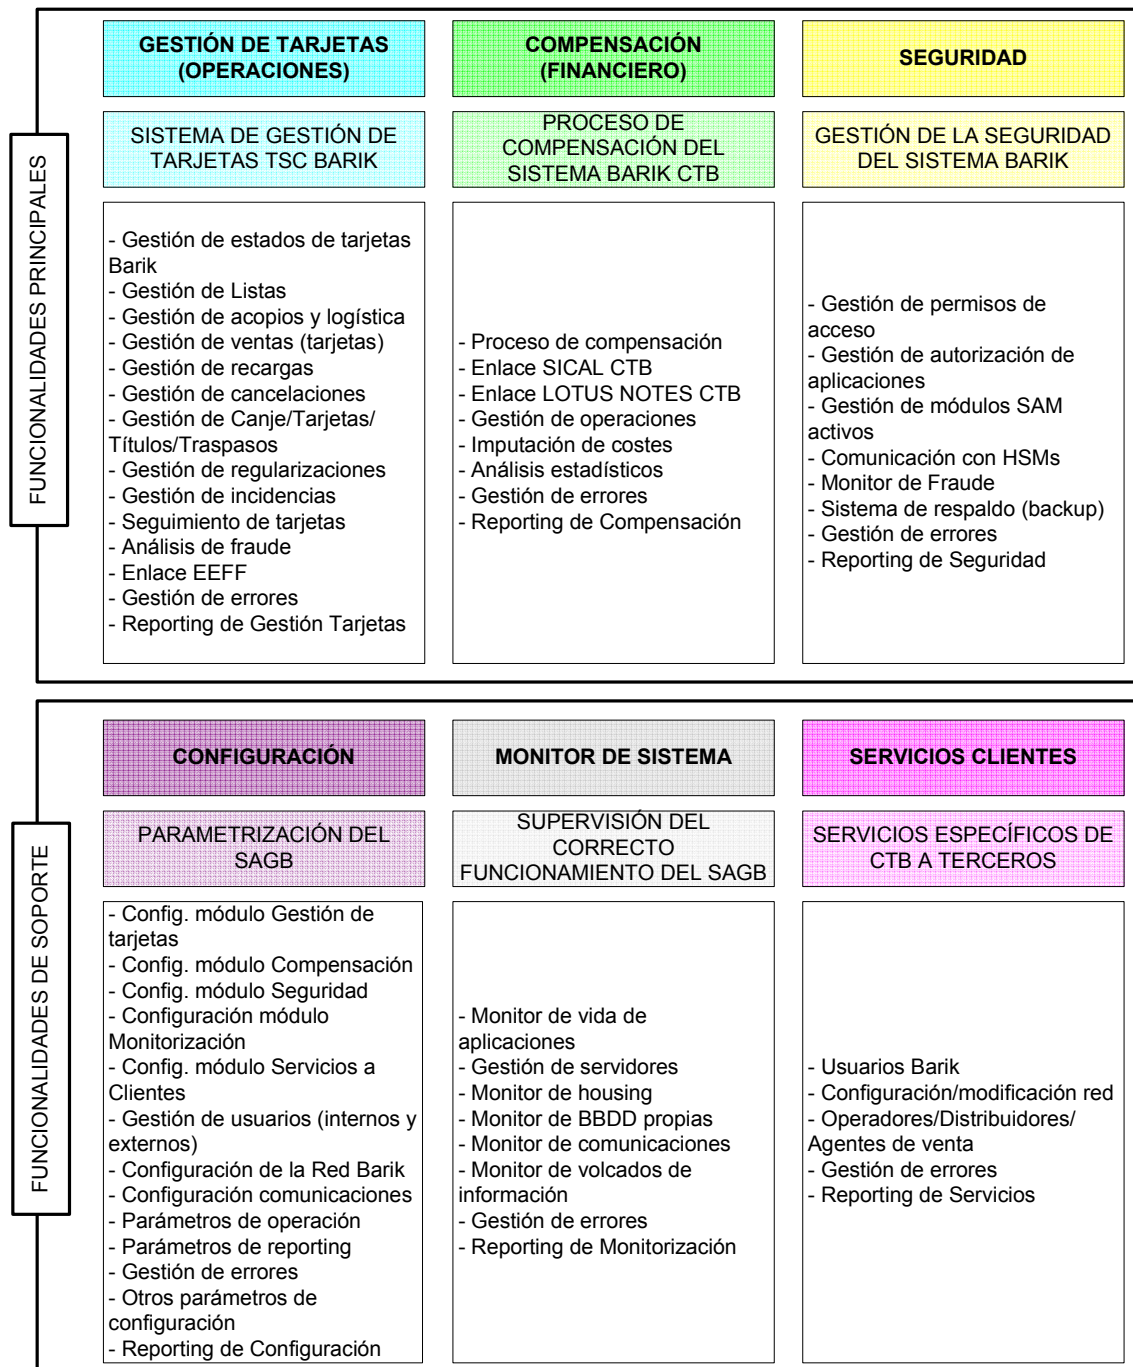 FUNCIONALIDADES PRINCIPALES
GESTIÓN DE TARJETAS
(OPERACIONES)
SISTEMA DE GESTIÓN DE
TARJETAS TSC BARIK
- Gestión de estados de tarjetas
Barik
- Gestión de Listas
- Gestión de acopios y logística
- Gestión de ventas (tarjetas)
- Gestión de recargas
- Gestión de cancelaciones
- Gestión de Canje/Tarjetas/
Títulos/Traspasos
- Gestión de regularizaciones
- Gestión de incidencias
- Seguimiento de tarjetas
- Análisis de fraude
- Enlace EEFF
- Gestión de errores
- Reporting de Gestión Tarjetas
COMPENSACIÓN
(FINANCIERO)
PROCESO DE
COMPENSACIÓN DEL
SISTEMA BARIK CTB
- Proceso de compensación
- Enlace SICAL CTB
- Enlace LOTUS NOTES CTB
- Gestión de operaciones
- Imputación de costes
- Análisis estadísticos
- Gestión de errores
- Reporting de Compensación
SEGURIDAD
GESTIÓN DE LA SEGURIDAD
DEL SISTEMA BARIK
- Gestión de permisos de
acceso
- Gestión de autorización de
aplicaciones
- Gestión de módulos SAM
activos
- Comunicación con HSMs
- Monitor de Fraude
- Sistema de respaldo (backup)
- Gestión de errores
- Reporting de Seguridad
FUNCIONALIDADES DE SOPORTE
CONFIGURACIÓN
PARAMETRIZACIÓN DEL
SAGB
- Config. módulo Gestión de
tarjetas
- Config. módulo Compensación
- Config. módulo Seguridad
- Configuración módulo
Monitorización
- Config. módulo Servicios a
Clientes
- Gestión de usuarios (internos y
externos)
- Configuración de la Red Barik
- Configuración comunicaciones
- Parámetros de operación
- Parámetros de reporting
- Gestión de errores
- Otros parámetros de
configuración
- Reporting de Configuración
MONITOR DE SISTEMA
SUPERVISIÓN DEL
CORRECTO
FUNCIONAMIENTO DEL SAGB
- Monitor de vida de
aplicaciones
- Gestión de servidores
- Monitor de housing
- Monitor de BBDD propias
- Monitor de comunicaciones
- Monitor de volcados de
información
- Gestión de errores
- Reporting de Monitorización
SERVICIOS CLIENTES
SERVICIOS ESPECÍFICOS DE
CTB A TERCEROS
- Usuarios Barik
- Configuración/modificación red
- Operadores/Distribuidores/
Agentes de venta
- Gestión de errores
- Reporting de Servicios